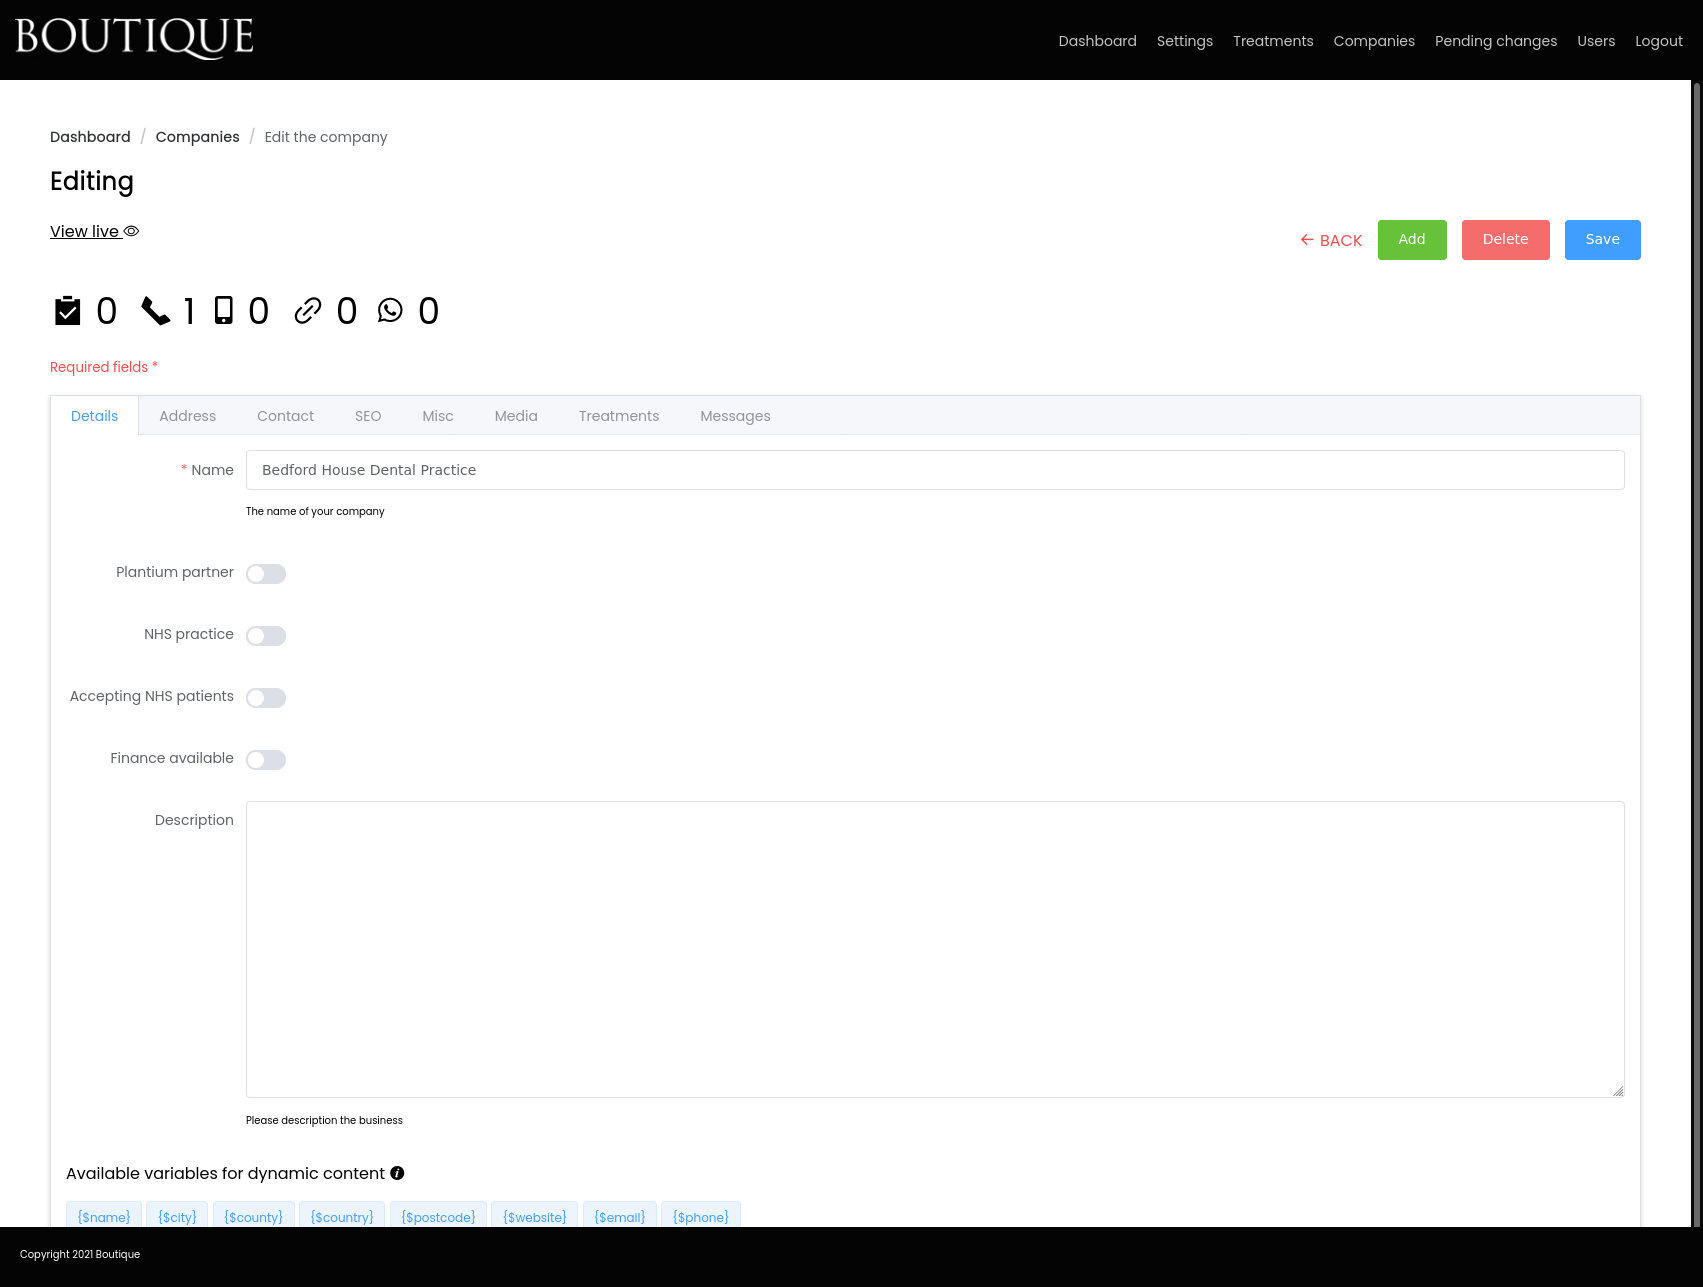 BOUTIQUE
Dashboard Settings Treatments Companies Pending changes Users Logout
Dashboard / Companies / Edit the company
Editing
View live
← BACK Add Delete Save
0 1 0 0 0
Required fields *
Details Address Contact SEO Misc Media Treatments Messages
* Name Bedford House Dental Practice
The name of your company
Plantium partner
NHS practice
Accepting NHS patients
Finance available
Description
Please description the business
Available variables for dynamic content
{$name} {$city} {$county} {$country} {$postcode} {$website} {$email} {$phone}
Copyright 2021 Boutique